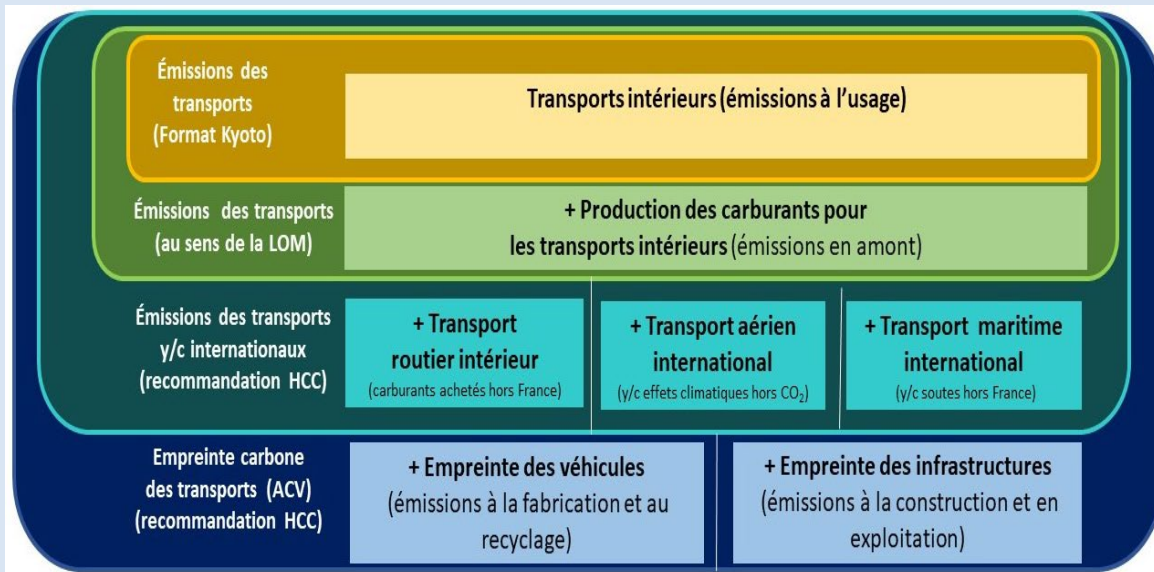 Émissions des
transports
(Format Kyoto)
Transports intérieurs (émissions à l'usage)
Émissions des transports
(au sens de la LOM)
+ Production des carburants pour
les transports intérieurs (émissions en amont)
Émissions des transports
y/c internationaux
(recommandation HCC)
+ Transport
routier intérieur
(carburants achetés hors France)
+ Transport aérien
international
(y/c effets climatiques hors CO₂)
+ Transport maritime
international
(y/c soutes hors France)
Empreinte carbone
des transports (ACV)
(recommandation HCC)
+ Empreinte des véhicules
(émissions à la fabrication et au
recyclage)
+ Empreinte des infrastructures
(émissions à la construction et en
exploitation)